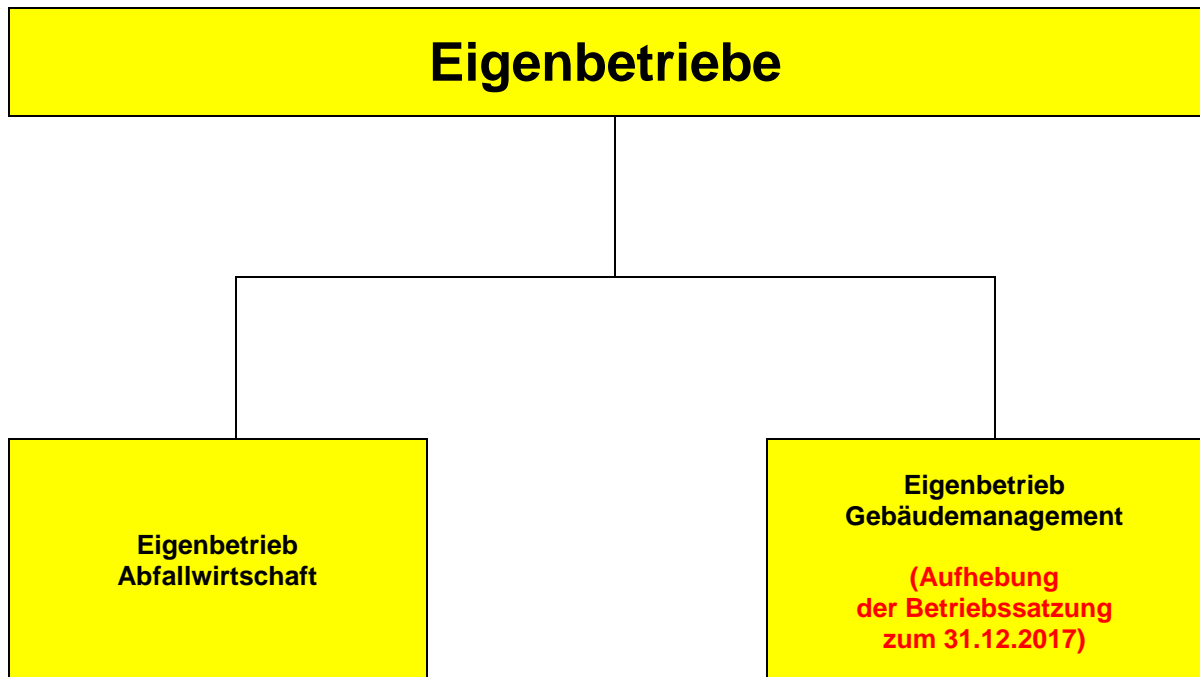 Eigenbetriebe
Eigenbetrieb
Abfallwirtschaft
Eigenbetrieb
Gebäudemanagement
(Aufhebung
der Betriebssatzung
zum 31.12.2017)